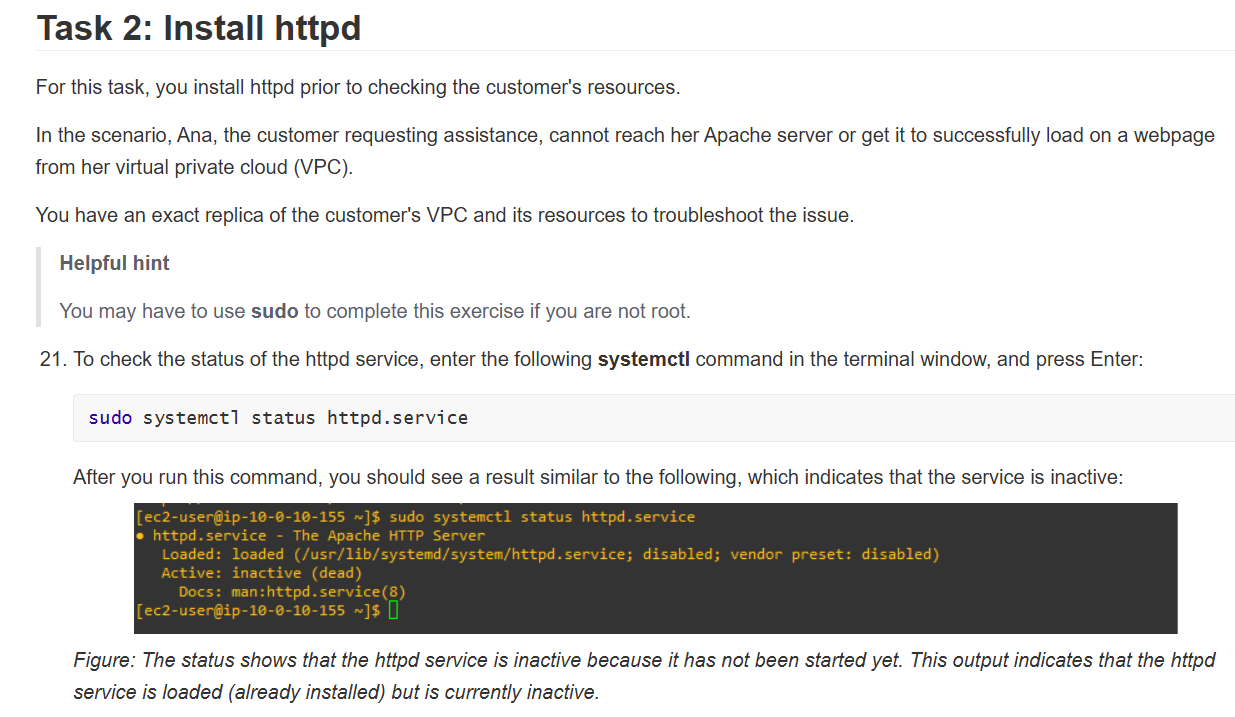 Task 2: Install httpd
For this task, you install httpd prior to checking the customer's resources.
In the scenario, Ana, the customer requesting assistance, cannot reach her Apache server or get it to successfully load on a webpage
from her virtual private cloud (VPC).
You have an exact replica of the customer's VPC and its resources to troubleshoot the issue.
Helpful hint
You may have to use sudo to complete this exercise if you are not root.
21. To check the status of the httpd service, enter the following systemctl command in the terminal window, and press Enter:
sudo systemctl status httpd.service
After you run this command, you should see a result similar to the following, which indicates that the service is inactive:
[ec2-user@ip-10-0-10-155 ~]$ sudo systemctl status httpd.service
● httpd.service - The Apache HTTP Server
Loaded: loaded (/usr/lib/systemd/system/httpd.service; disabled; vendor preset: disabled)
Active: inactive (dead)
Docs: man:httpd.service(8)
[ec2-user@ip-10-0-10-155 ~]$
Figure: The status shows that the httpd service is inactive because it has not been started yet. This output indicates that the httpd
service is loaded (already installed) but is currently inactive.